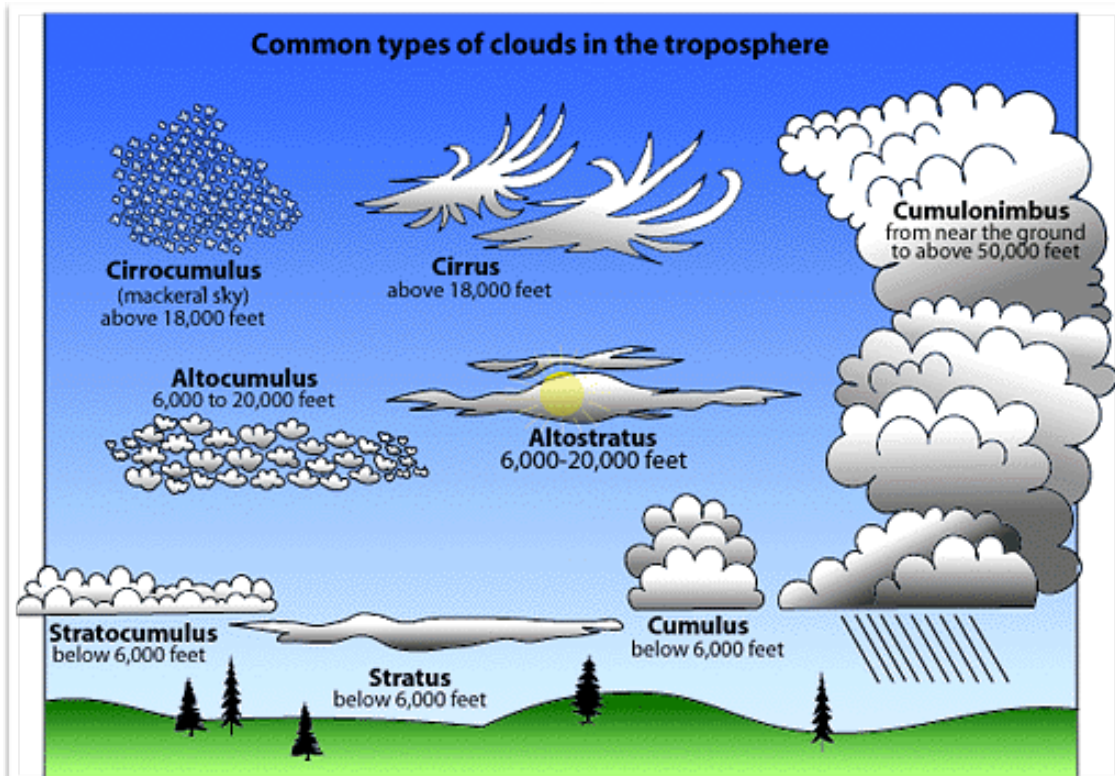 Common types of clouds in the troposphere
Cirrocumulus
(mackeral sky)
above 18,000 feet
Cirrus
above 18,000 feet
Cumulonimbus
from near the ground
to above 50,000 feet
Altocumulus
6,000 to 20,000 feet
Altostratus
6,000-20,000 feet
Stratocumulus
below 6,000 feet
Stratus
below 6,000 feet
Cumulus
below 6,000 feet